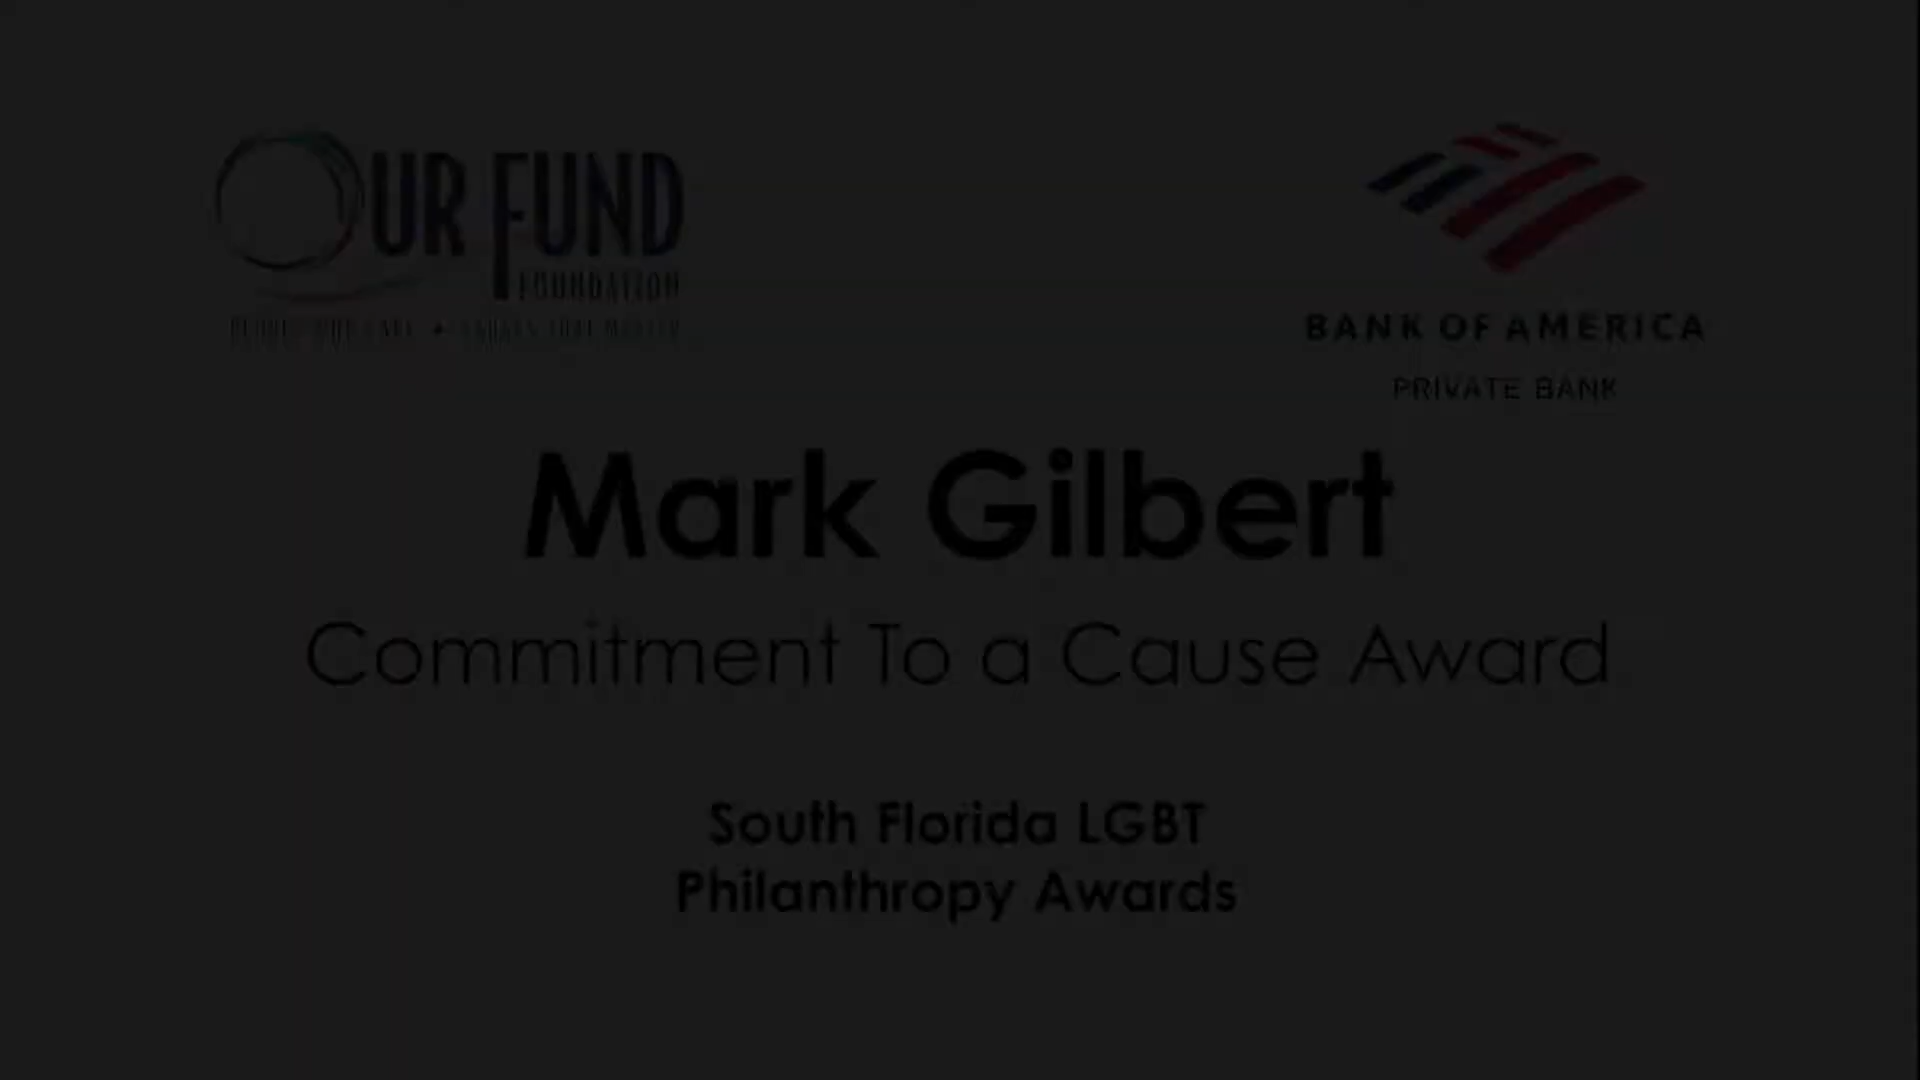 OUR FUND
FOUNDATION
BANK OF AMERICA
PRIVATE BANK
Mark Gilbert
Commitment To a Cause Award
South Florida LGBT
Philanthropy Awards